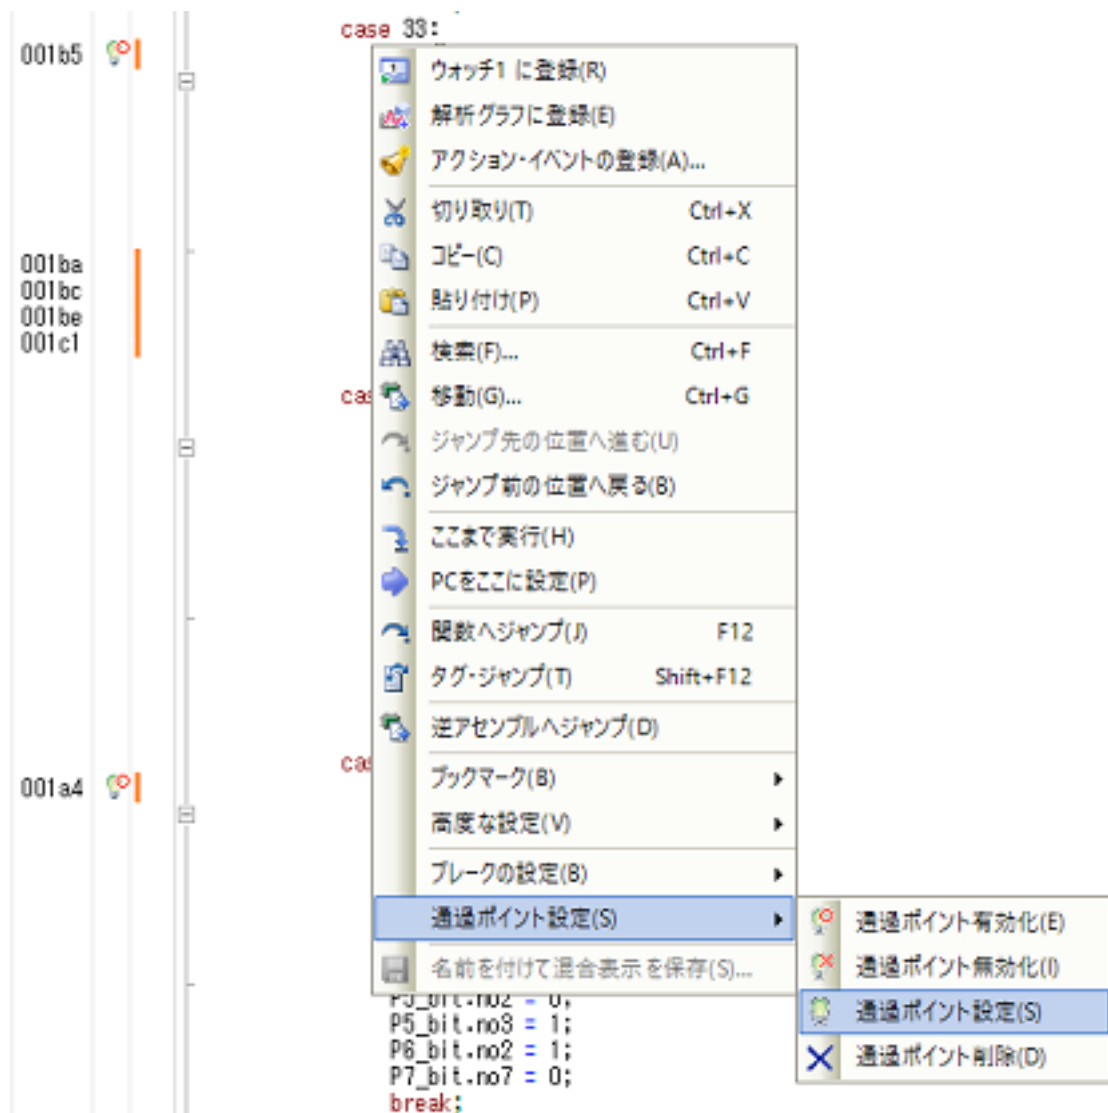 case 33:
001b5
ウォッチ1 に登録(R)
解析グラフに登録(E)
アクション・イベントの登録(A)...
切り取り(T) Ctrl+X
001ba
コピー(C) Ctrl+C
001bc
貼り付け(P) Ctrl+V
001be
001c1
検索(F)... Ctrl+F
cas
移動(G)... Ctrl+G
ジャンプ先の位置へ進む(U)
ジャンプ前の位置へ戻る(B)
ここまで実行(H)
PCをここに設定(P)
関数へジャンプ(J) F12
タグ・ジャンプ(T) Shift+F12
逆アセンブルへジャンプ(D)
cas
001a4
ブックマーク(B)
高度な設定(V)
ブレークの設定(B)
通過ポイント設定(S)
通過ポイント有効化(E)
名前を付けて混合表示を保存(S)...
通過ポイント無効化(I)
P5_bit.no2 = 0;
通過ポイント設定(S)
P5_bit.no3 = 1;
P6_bit.no2 = 1;
通過ポイント削除(D)
P7_bit.no7 = 0;
break;